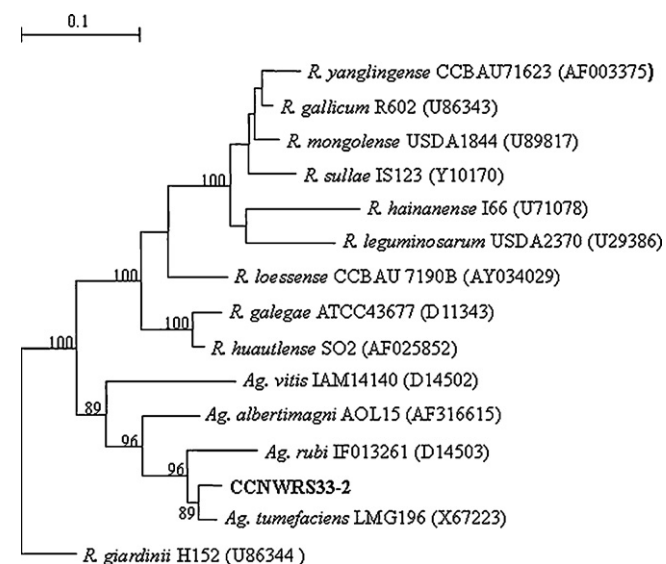 0.1
R. yanglingense CCBAU71623 (AF003375)
R. gallicum R602 (U86343)
R. mongolense USDA1844 (U89817)
R. sullae IS123 (Y10170)
100
R. hainanense I66 (U71078)
R. leguminosarum USDA2370 (U29386)
100
R. loessense CCBAU 7190B (AY034029)
R. galegae ATCC43677 (D11343)
100
R. huautlense SO2 (AF025852)
100
Ag. vitis IAM14140 (D14502)
89
Ag. albertimagni AOL15 (AF316615)
96
Ag. rubi IF013261 (D14503)
96
CCNWRS33-2
89
Ag. tumefaciens LMG196 (X67223)
R. giardinii H152 (U86344 )